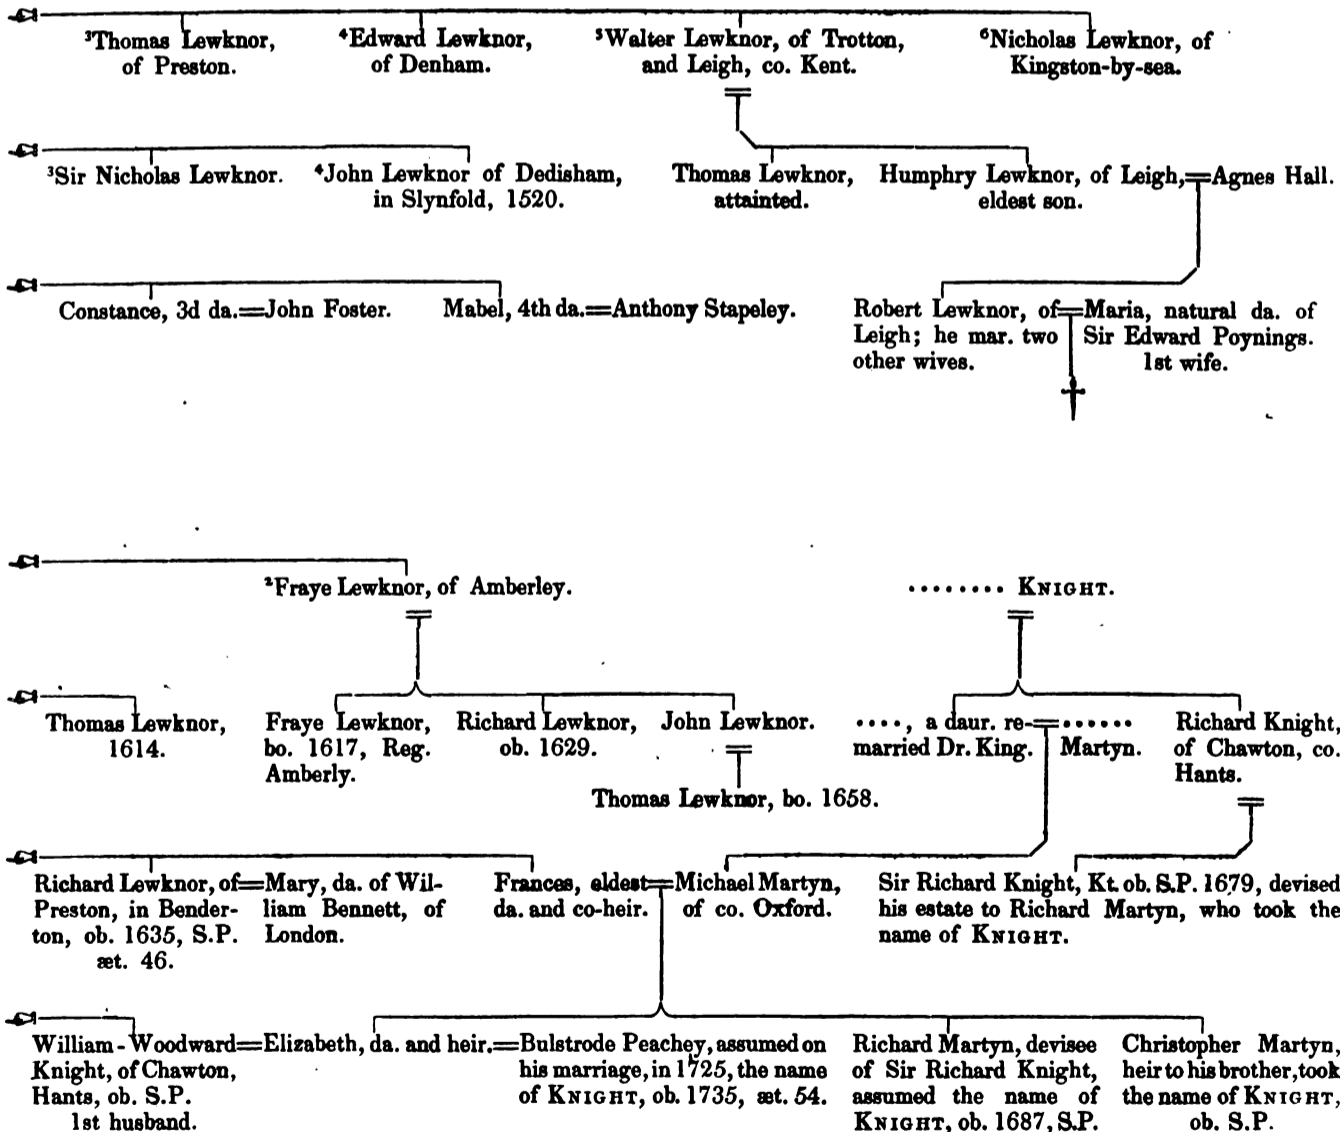 ³Thomas Lewknor,
of Preston.
⁴Edward Lewknor,
of Denham.
⁵Walter Lewknor, of Trotton,
and Leigh, co. Kent.
⁶Nicholas Lewknor, of
Kingston-by-sea.
³Sir Nicholas Lewknor.
⁴John Lewknor of Dedisham,
in Slynfold, 1520.
Thomas Lewknor,
attainted.
Humphry Lewknor, of Leigh,=Agnes Hall.
eldest son.
Constance, 3d da.=John Foster.
Mabel, 4th da.=Anthony Stapeley.
Robert Lewknor, of=Maria, natural da. of
Leigh; he mar. two Sir Edward Poynings.
other wives. 1st wife.
²Fraye Lewknor, of Amberley.
........ KNIGHT.
Thomas Lewknor,
1614.
Fraye Lewknor,
bo. 1617, Reg.
Amberly.
Richard Lewknor,
ob. 1629.
John Lewknor.
Thomas Lewknor, bo. 1658.
...., a daur. re-=......
married Dr. King. Martyn.
Richard Knight,
of Chawton, co.
Hants.
Richard Lewknor, of=Mary, da. of Wil-
Preston, in Bender- liam Bennett, of
ton, ob. 1635, S.P. London.
æt. 46.
Frances, eldest=Michael Martyn,
da. and co-heir. of co. Oxford.
Sir Richard Knight, Kt. ob. S.P. 1679, devised
his estate to Richard Martyn, who took the
name of KNIGHT.
William-Woodward=Elizabeth, da. and heir.=Bulstrode Peachey, assumed on
Knight, of Chawton, his marriage, in 1725, the name
Hants, ob. S.P. of KNIGHT, ob. 1735, æt. 54.
1st husband.
Richard Martyn, devisee
of Sir Richard Knight,
assumed the name of
KNIGHT, ob. 1687, S.P.
Christopher Martyn,
heir to his brother, took
the name of KNIGHT,
ob. S.P.